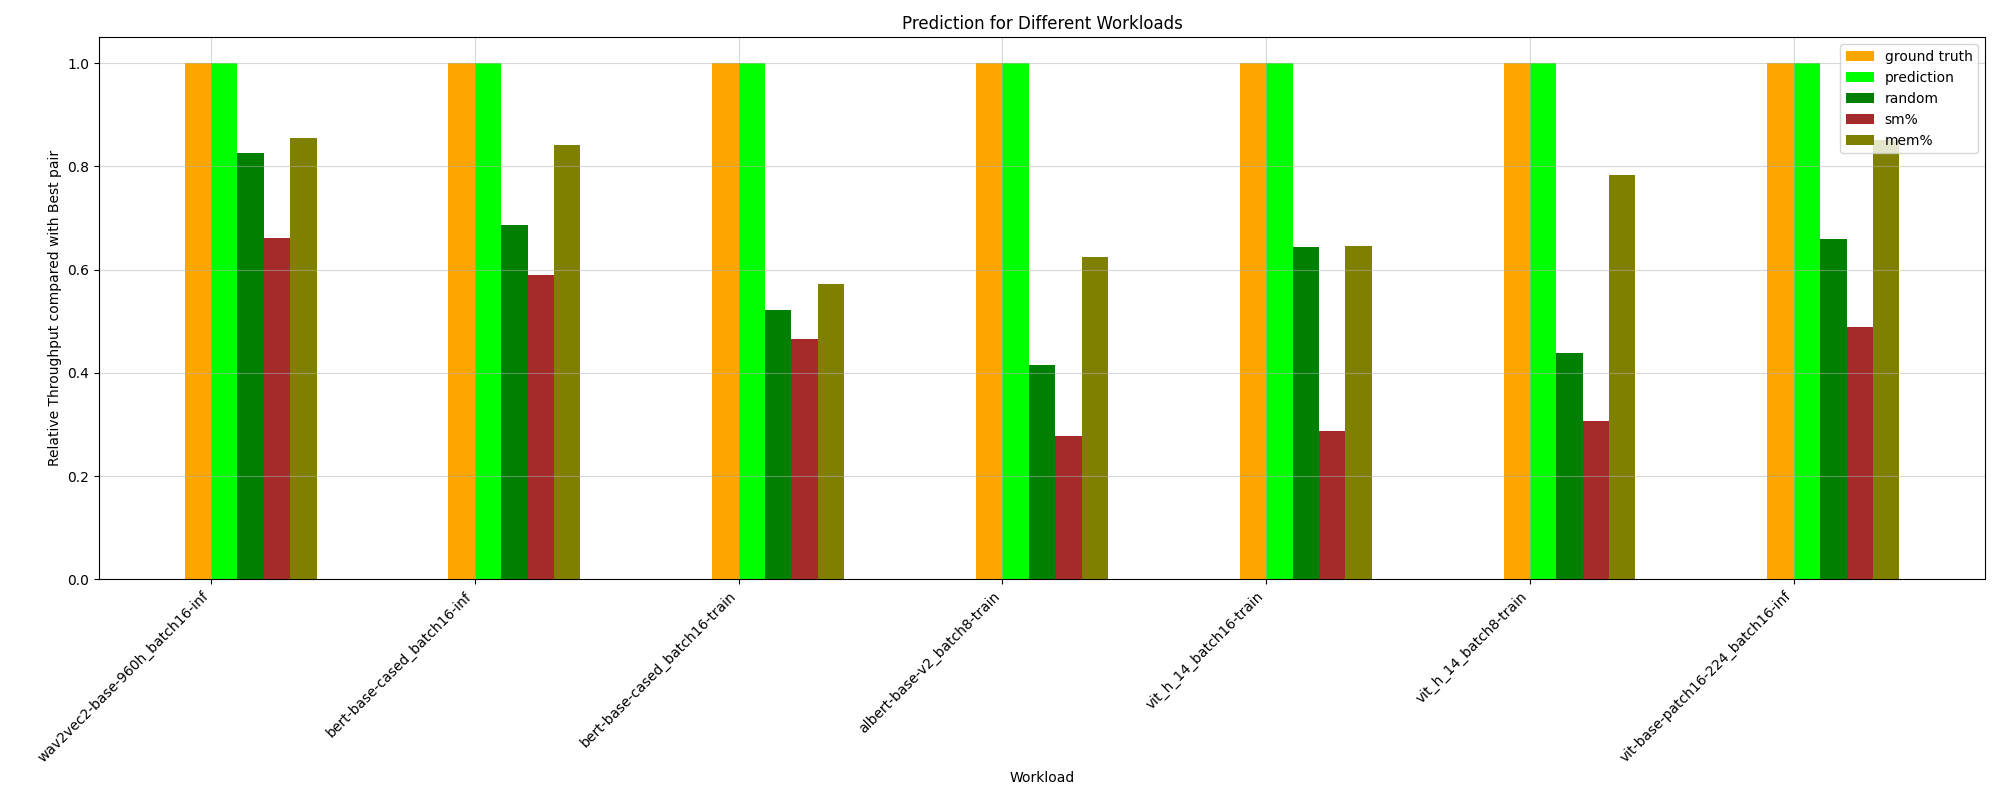 Prediction for Different Workloads
Relative Throughput compared with Best pair
1.0
0.8
0.6
0.4
0.2
0.0
ground truth
prediction
random
sm%
mem%
wav2vec2-base-960h_batch16-inf
bert-base-cased_batch16-inf
bert-base-cased_batch16-train
albert-base-v2_batch8-train
vit_h_14_batch16-train
vit_h_14_batch8-train
vit-base-patch16-224_batch16-inf
Workload